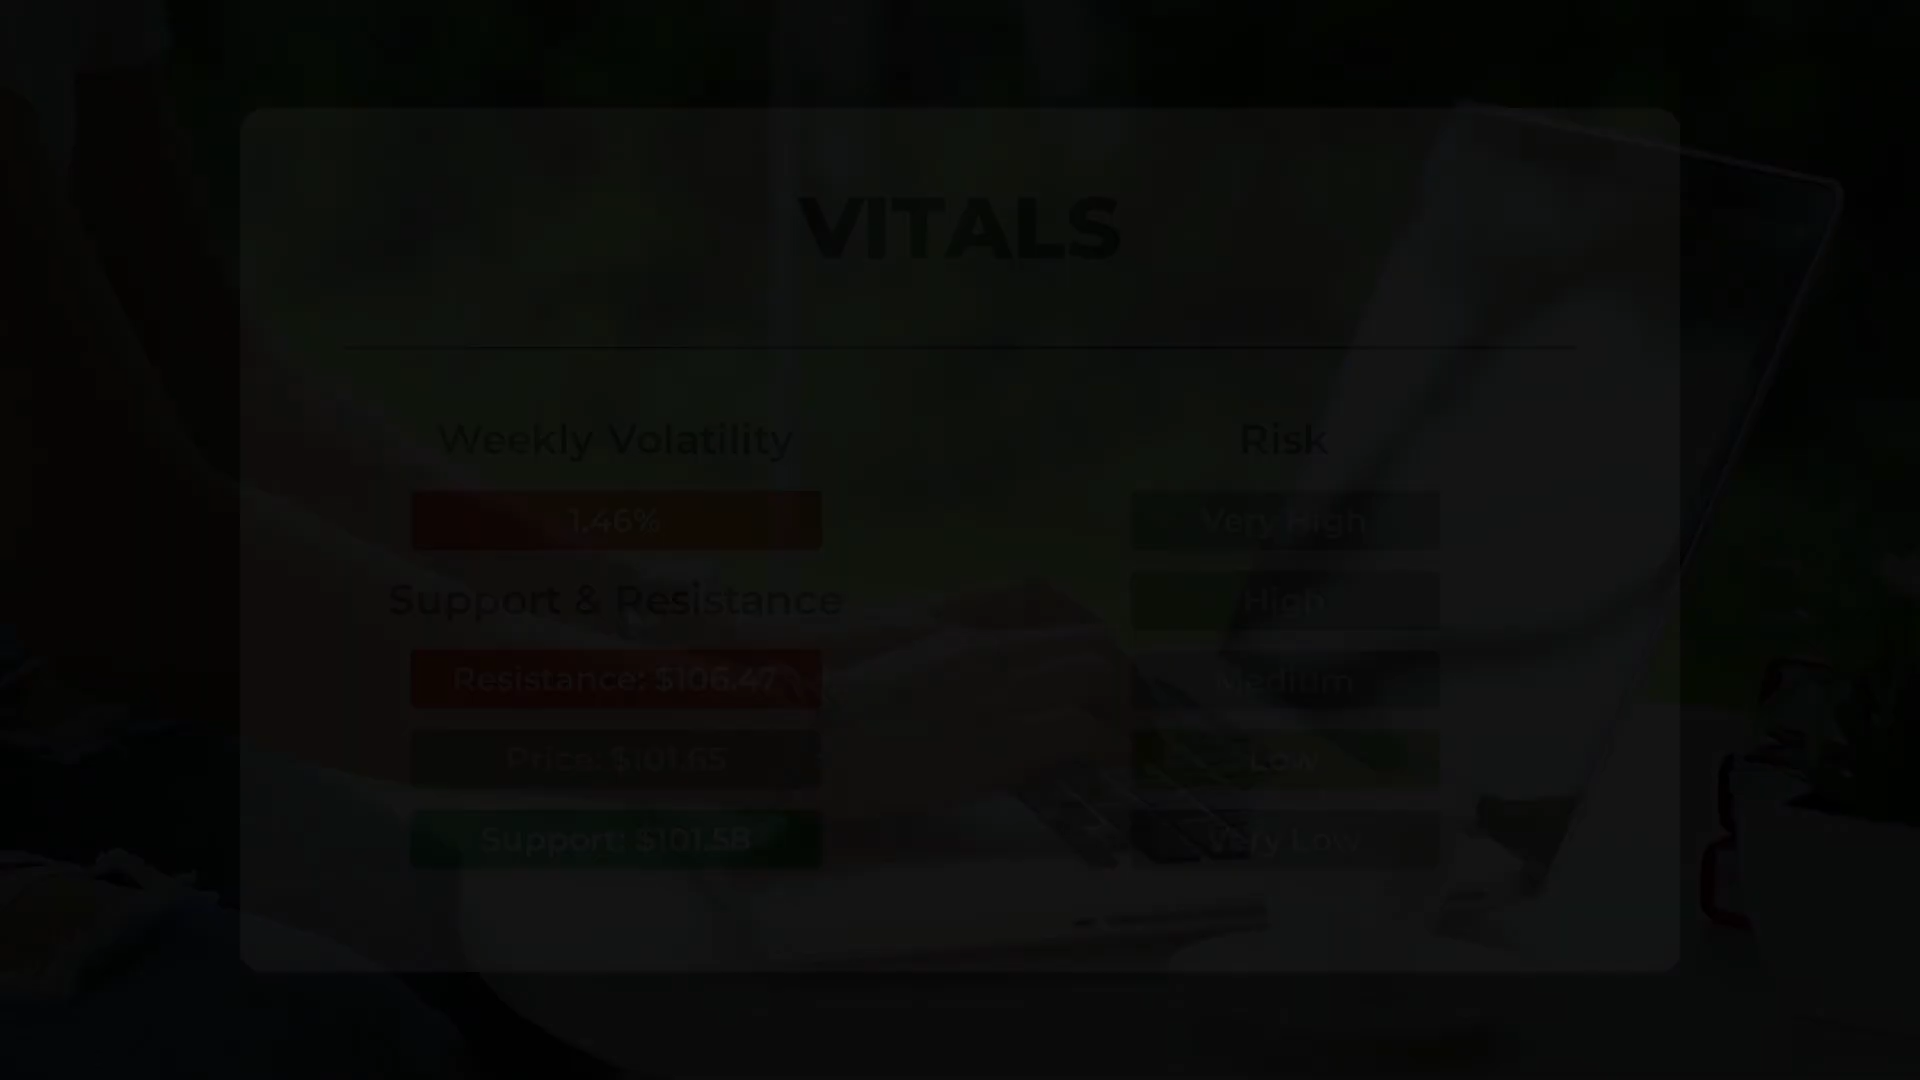 VITALS
Weekly Volatility
1.46%
Support & Resistance
Resistance: $106.47
Price: $101.65
Support: $101.58
Risk
Very High
High
Medium
Low
Very Low